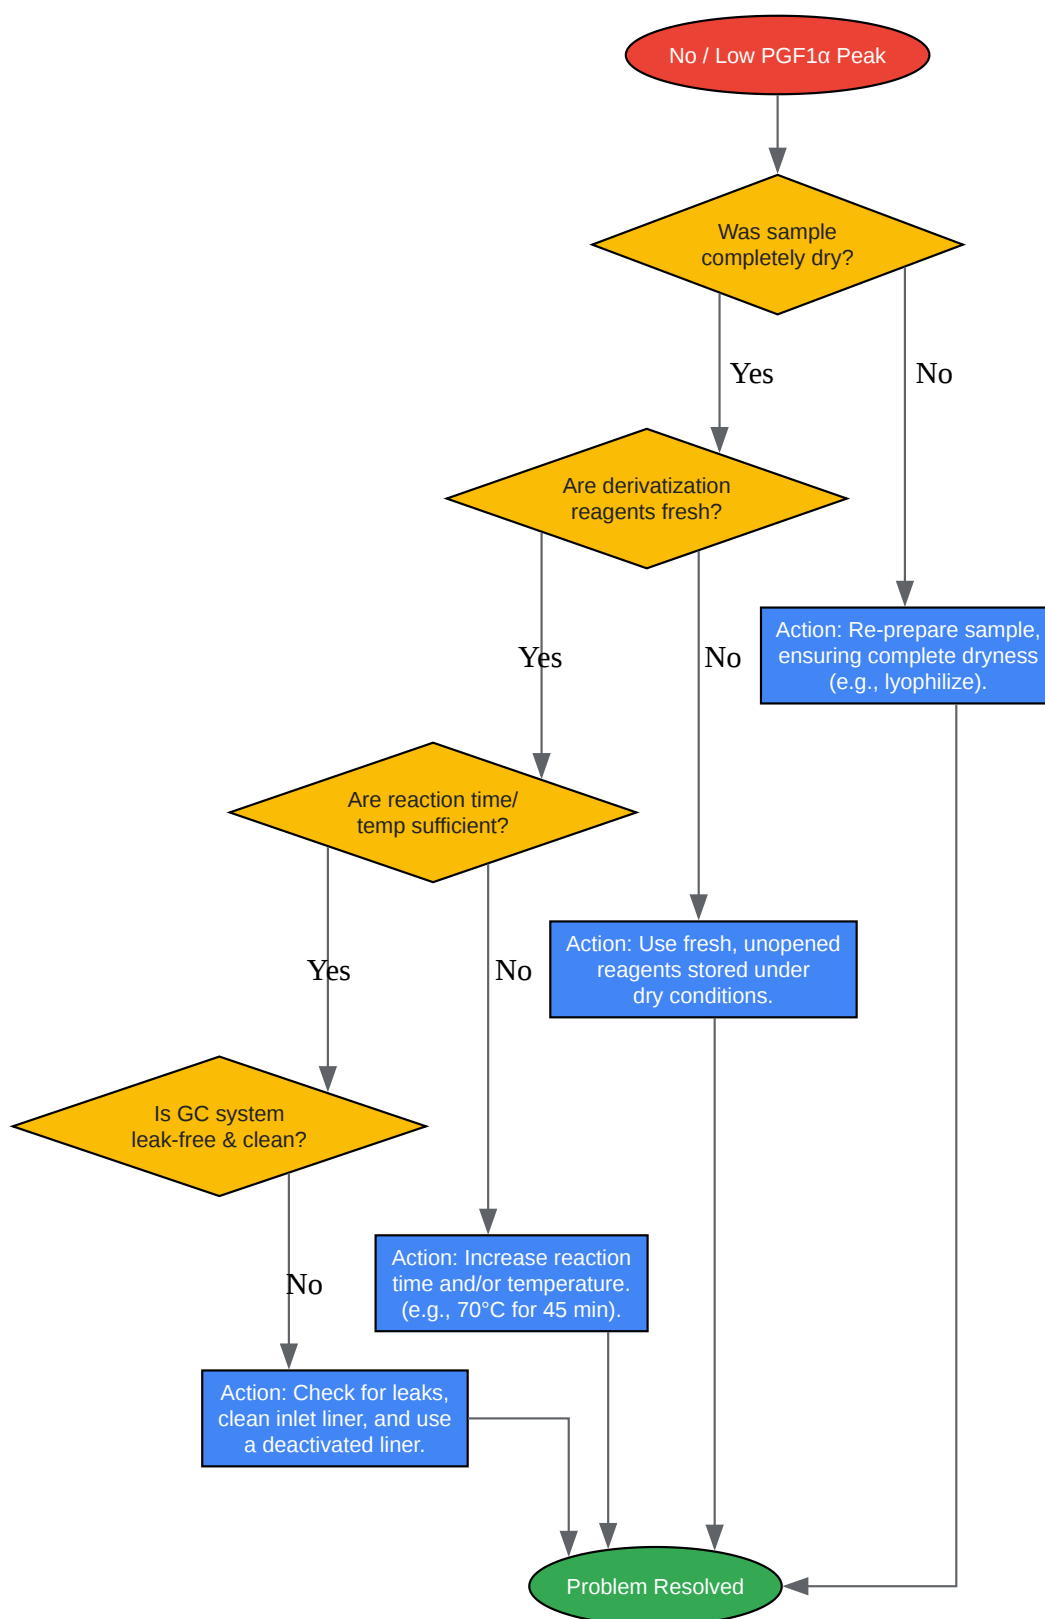 No / Low PGF1α Peak
Was sample
completely dry?
Yes
No
Are derivatization
reagents fresh?
Yes
No
Action: Re-prepare sample,
ensuring complete dryness
(e.g., lyophilize).
Are reaction time/
temp sufficient?
Yes
No
Action: Use fresh, unopened
reagents stored under
dry conditions.
Is GC system
leak-free & clean?
No
Action: Increase reaction
time and/or temperature.
(e.g., 70°C for 45 min).
Action: Check for leaks,
clean inlet liner, and use
a deactivated liner.
Problem Resolved